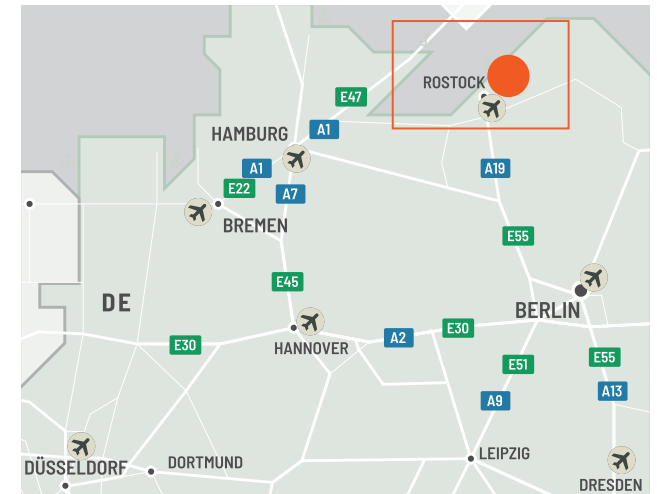 ROSTOCK
E47
A1
HAMBURG
A1
A19
E22
A7
BREMEN
E55
E45
DE
BERLIN
E30
A2
E30
HANNOVER
E55
E51
A13
A9
DÜSSELDORF
DORTMUND
LEIPZIG
DRESDEN